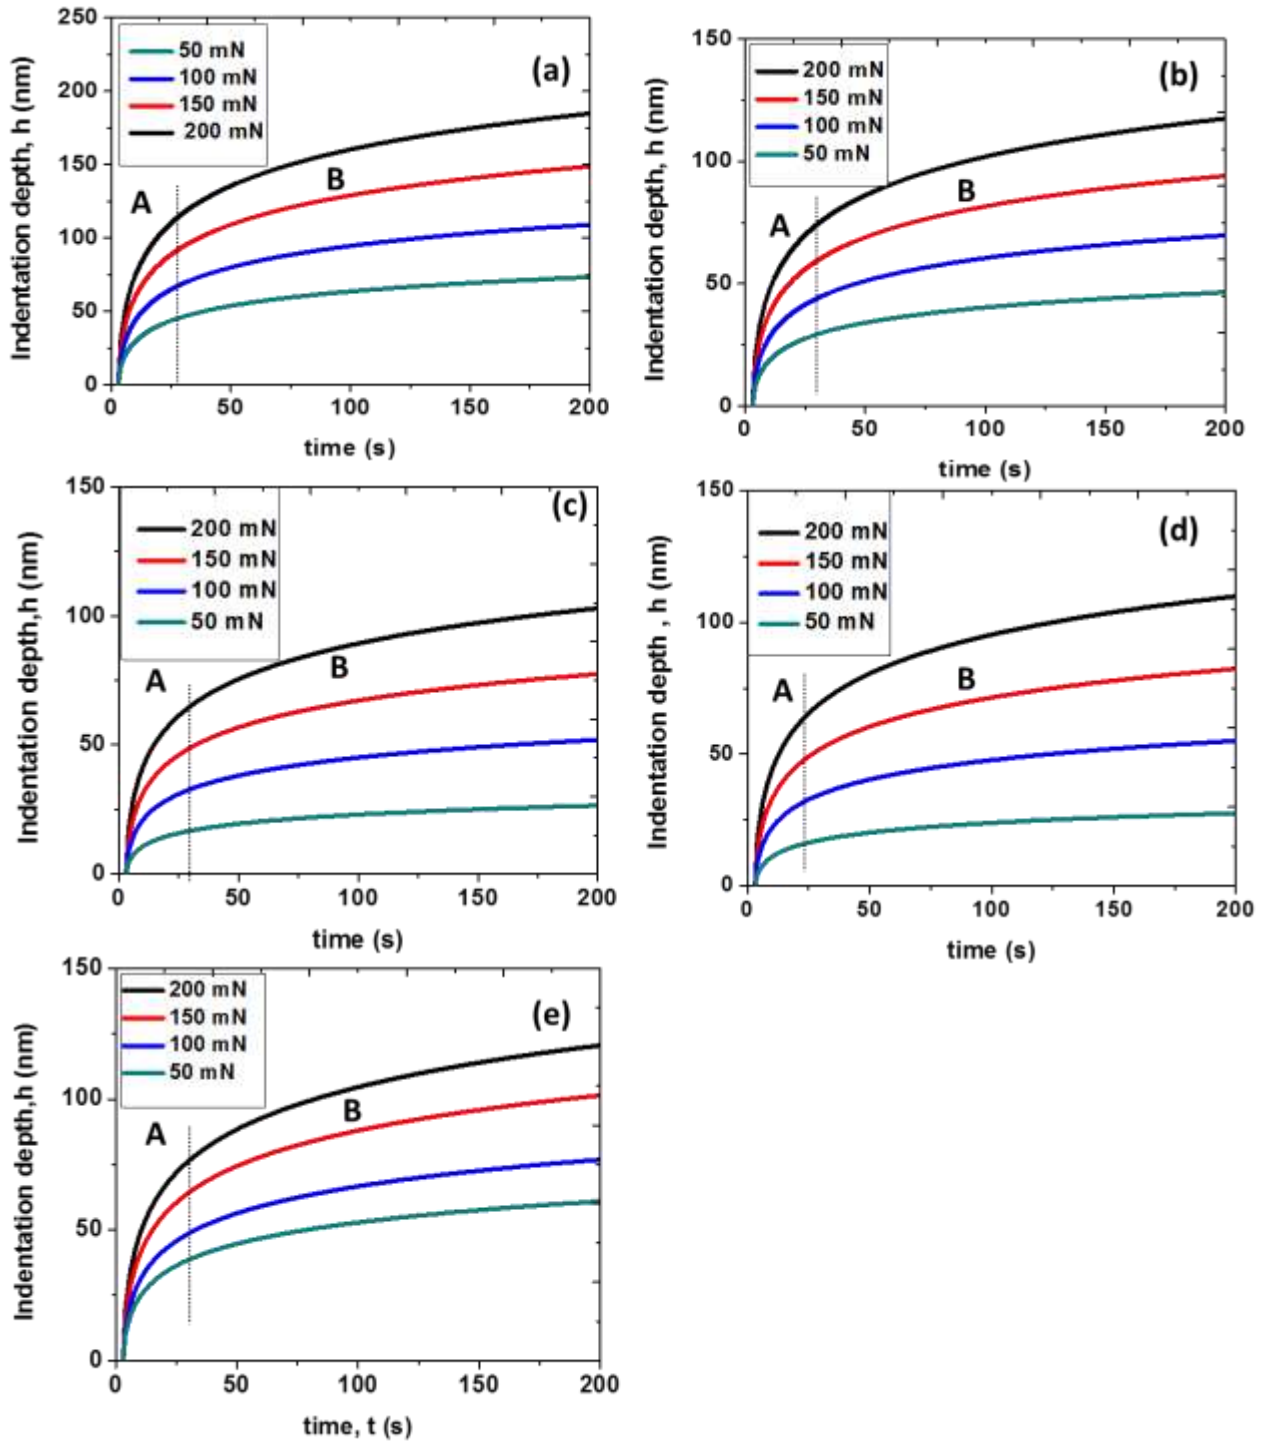 Indentation depth, h (nm)
250
200
150
100
50
0
50 mN
100 mN
150 mN
200 mN
(a)
A
B
0
50
100
150
200
time (s)
Indentation depth, h (nm)
150
100
50
0
200 mN
150 mN
100 mN
50 mN
(b)
A
B
0
50
100
150
200
time (s)
Indentation depth,h (nm)
150
100
50
0
200 mN
150 mN
100 mN
50 mN
(c)
A
B
0
50
100
150
200
time (s)
Indentation depth , h (nm)
150
100
50
0
200 mN
150 mN
100 mN
50 mN
(d)
A
B
0
50
100
150
200
time (s)
Indentation depth,h (nm)
150
100
50
0
200 mN
150 mN
100 mN
50 mN
(e)
A
B
0
50
100
150
200
time, t (s)